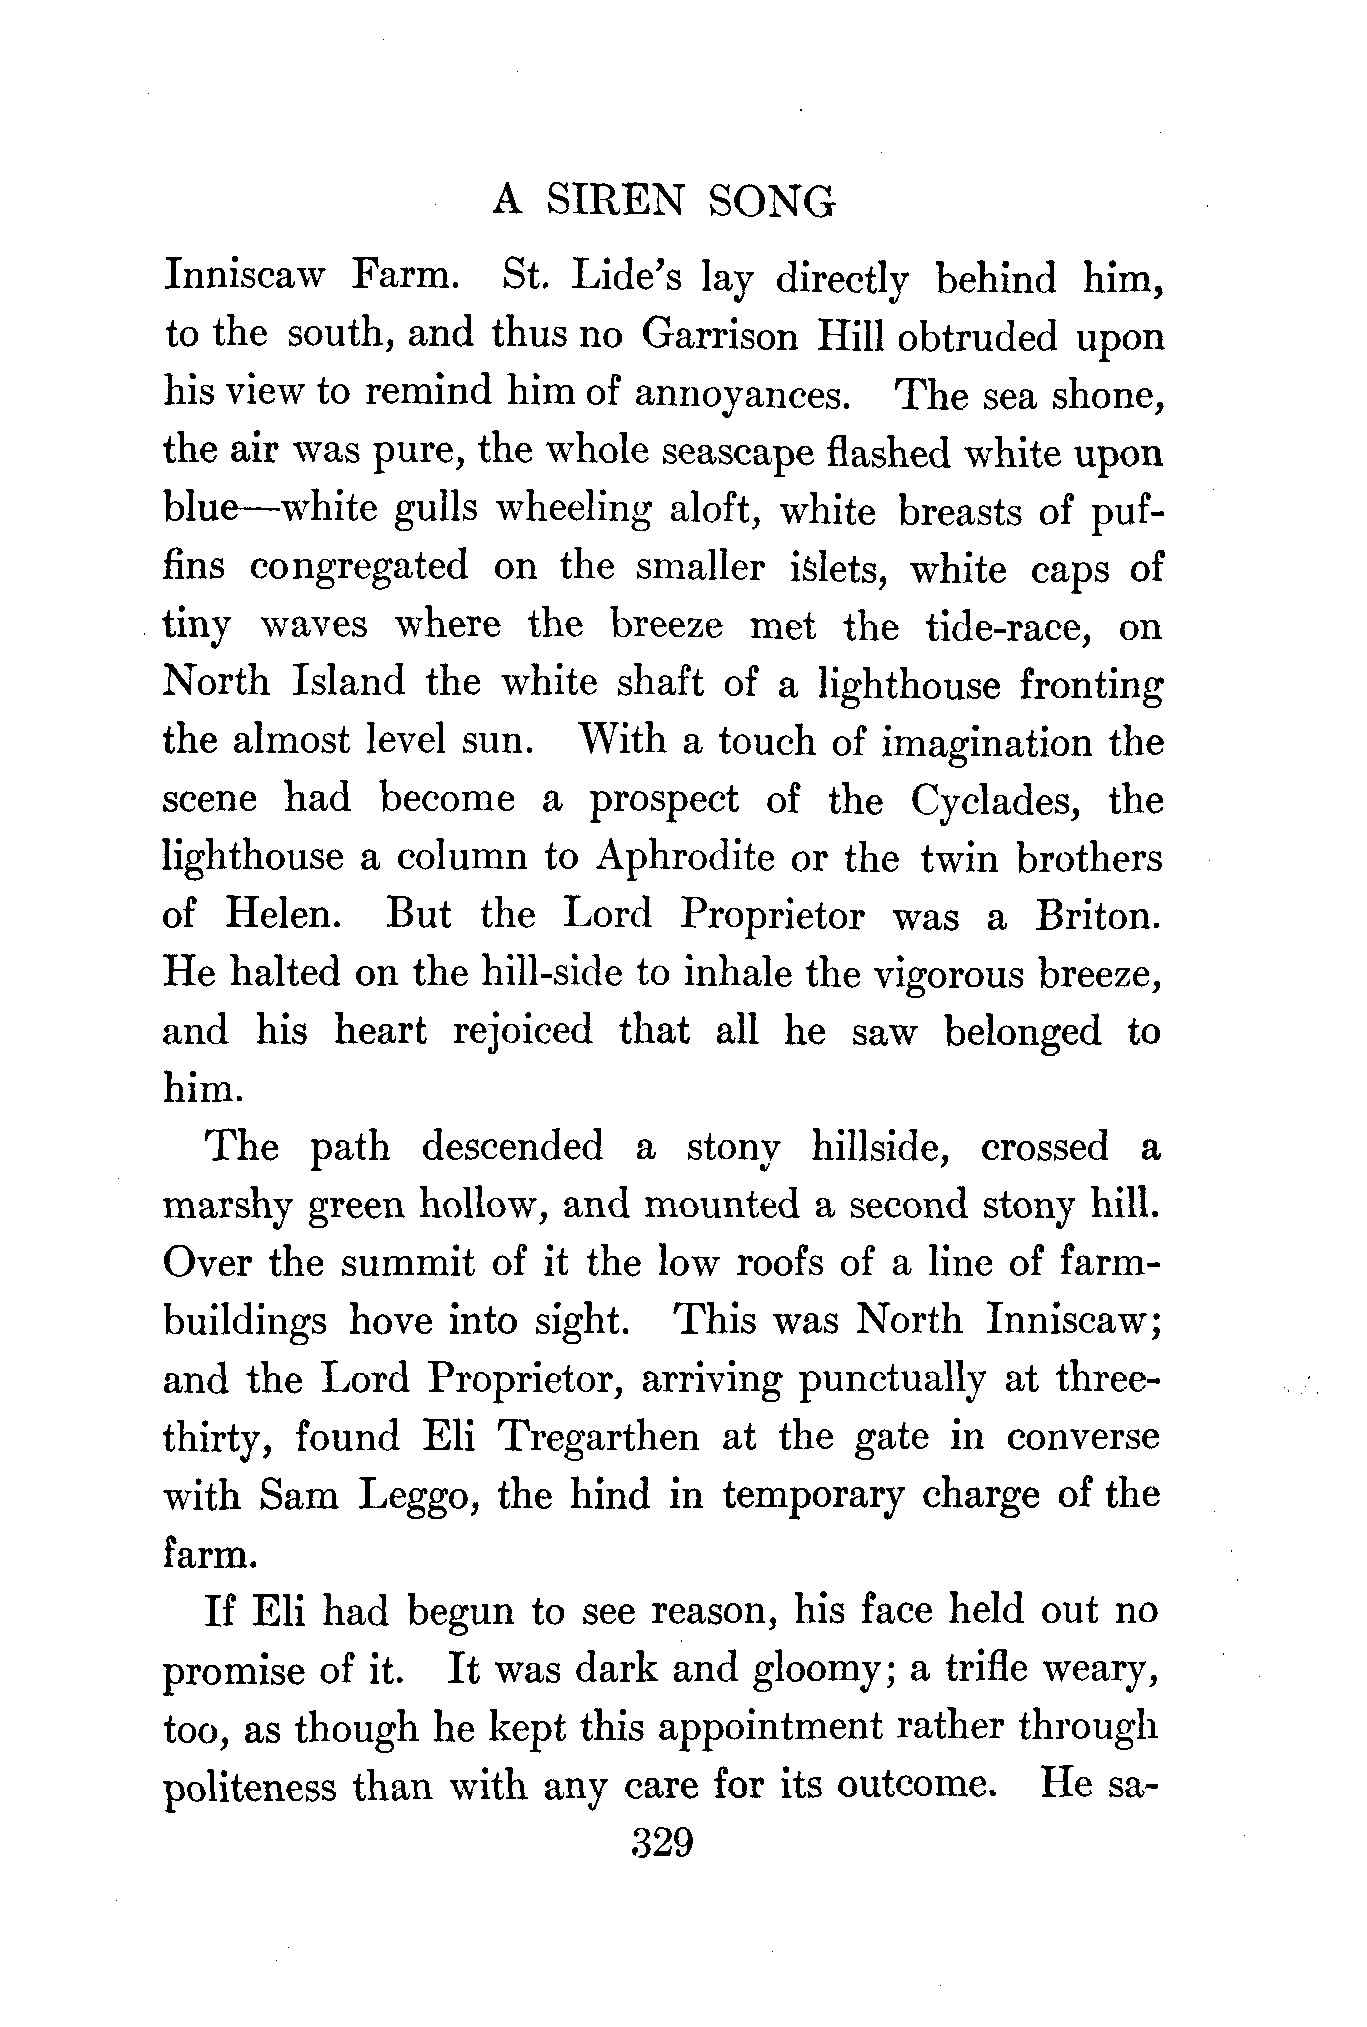 A SIREN SONG
Inniscaw Farm. St. Lide's lay directly behind him,
to the south, and thus no Garrison Hill obtruded upon
his view to remind him of annoyances. The sea shone,
the air was pure, the whole seascape flashed white upon
blue—white gulls wheeling aloft, white breasts of puf-
fins congregated on the smaller islets, white caps of
tiny waves where the breeze met the tide-race, on
North Island the white shaft of a lighthouse fronting
the almost level sun. With a touch of imagination the
scene had become a prospect of the Cyclades, the
lighthouse a column to Aphrodite or the twin brothers
of Helen. But the Lord Proprietor was a Briton.
He halted on the hill-side to inhale the vigorous breeze,
and his heart rejoiced that all he saw belonged to
him.
The path descended a stony hillside, crossed a
marshy green hollow, and mounted a second stony hill.
Over the summit of it the low roofs of a line of farm-
buildings hove into sight. This was North Inniscaw;
and the Lord Proprietor, arriving punctually at three-
thirty, found Eli Tregarthen at the gate in converse
with Sam Leggo, the hind in temporary charge of the
farm.
If Eli had begun to see reason, his face held out no
promise of it. It was dark and gloomy; a trifle weary,
too, as though he kept this appointment rather through
politeness than with any care for its outcome. He sa-
329